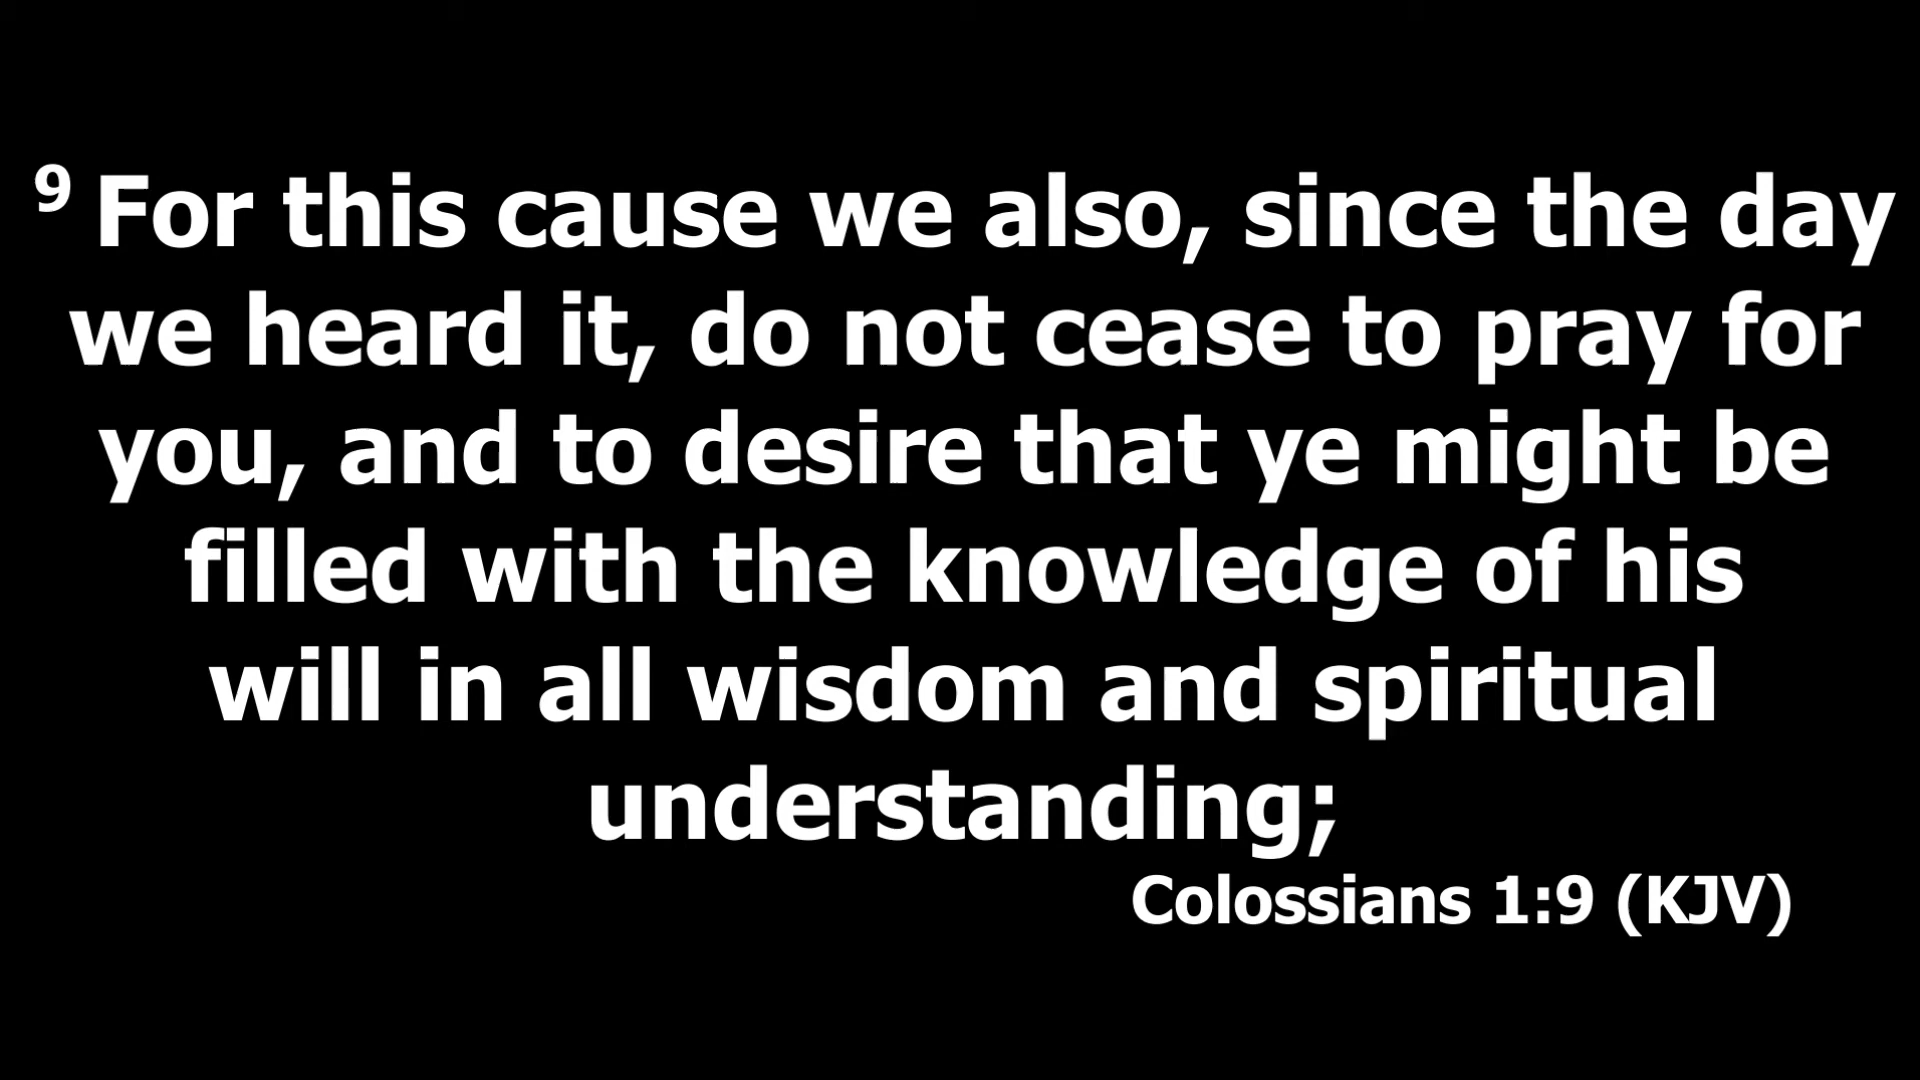 9 For this cause we also, since the day
we heard it, do not cease to pray for
you, and to desire that ye might be
filled with the knowledge of his
will in all wisdom and spiritual
understanding;
Colossians 1:9 (KJV)